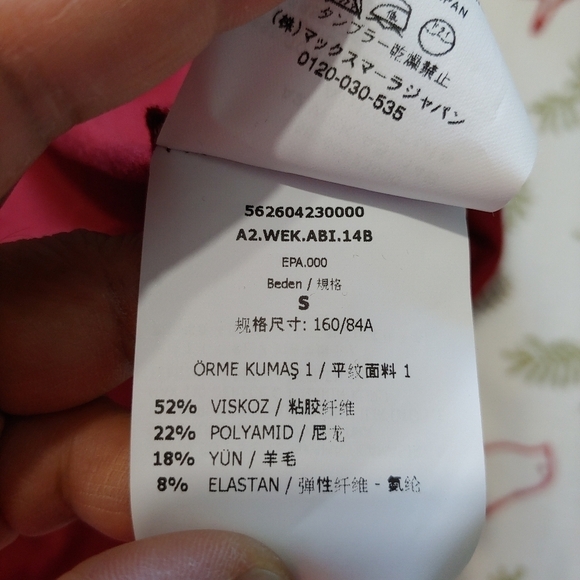 JAPAN
タンブラー乾燥禁止
(株)マックスマーラジャパン
0120-030-535
562604230000
A2.WEK.ABI.14B
EPA.000
Beden / 規格
S
规格尺寸: 160/84A
ÖRME KUMAŞ 1 / 平纹面料 1
52% VISKOZ / 粘胶纤维
22% POLYAMID / 尼龙
18% YÜN / 羊毛
8% ELASTAN / 弹性纤维 - 氨纶